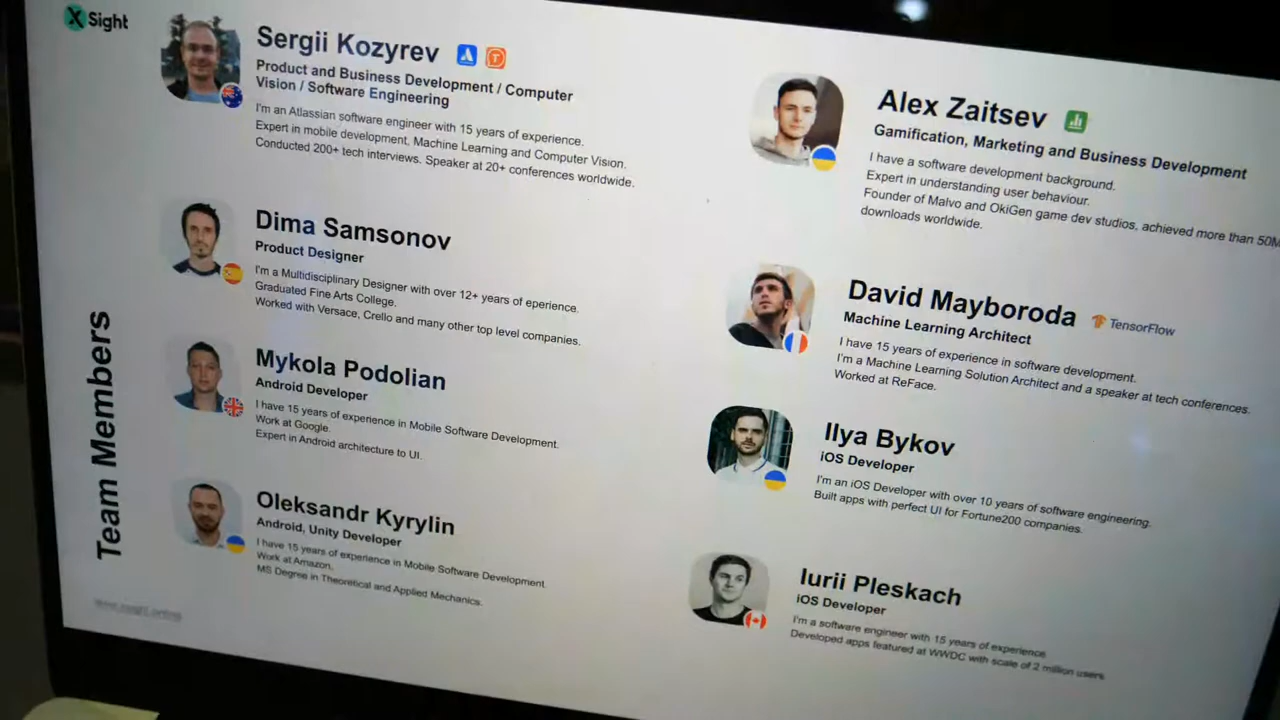 X Sight
Team Members
Sergii Kozyrev
Product and Business Development / Computer
Vision / Software Engineering
I'm an Atlassian software engineer with 15 years of experience.
Expert in mobile development, Machine Learning and Computer Vision.
Conducted 200+ tech interviews. Speaker at 20+ conferences worldwide.
Dima Samsonov
Product Designer
I'm a Multidisciplinary Designer with over 12+ years of eperience.
Graduated Fine Arts College.
Worked with Versace, Crello and many other top level companies.
Mykola Podolian
Android Developer
I have 15 years of experience in Mobile Software Development.
Work at Google.
Expert in Android architecture to UI.
Oleksandr Kyrylin
Android, Unity Developer
I have 15 years of experience in Mobile Software Development.
Work at Amazon.
MS Degree in Theoretical and Applied Mechanics.
Alex Zaitsev
Gamification, Marketing and Business Development
I have a software development background.
Expert in understanding user behaviour.
Founder of Malvo and OkiGen game dev studios, achieved more than 50M
downloads worldwide.
David Mayboroda
TensorFlow
Machine Learning Architect
I have 15 years of experience in software development.
I'm a Machine Learning Solution Architect and a speaker at tech conferences.
Worked at ReFace.
Ilya Bykov
iOS Developer
I'm an iOS Developer with over 10 years of software engineering.
Built apps with perfect UI for Fortune200 companies.
Iurii Pleskach
iOS Developer
I'm a software engineer with 15 years of experience
Developed apps featured at WWDC with scale of 2 million users.